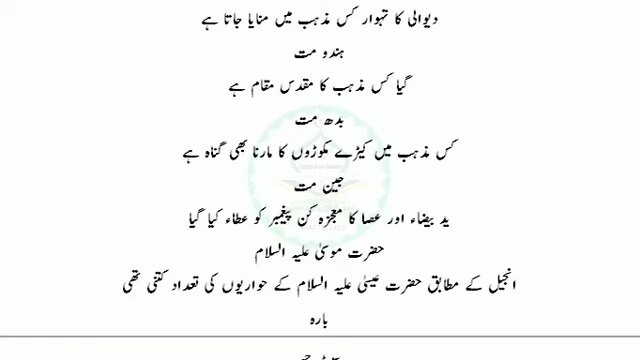 دیوالی کا تہوار کس مذہب میں منایا جاتا ہے
ہندو مت
گیا کس مذہب کا مقدس مقام ہے
بدھ مت
کس مذہب میں کیڑے مکوڑوں کا مارنا بھی گناہ ہے
جین مت
ید بیضاء اور عصا کا معجزہ کن پیغمبر کو عطاء کیا گیا
حضرت موسیٰ علیہ السلام
انجیل کے مطابق حضرت عیسیٰ علیہ السلام کے حواریوں کی تعداد کتنی تھی
بارہ